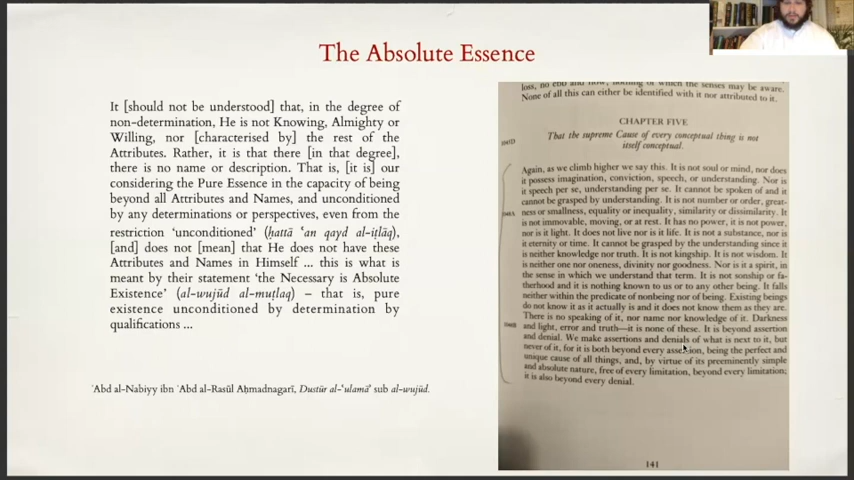 The Absolute Essence
It [should not be understood] that, in the degree of
non-determination, He is not Knowing, Almighty or
Willing, nor [characterised by] the rest of the
Attributes. Rather, it is that there [in that degree],
there is no name or description. That is, [it is] our
considering the Pure Essence in the capacity of being
beyond all Attributes and Names, and unconditioned
by any determinations or perspectives, even from the
restriction 'unconditioned' (ḥattā ʿan qayd al-iṭlāq),
[and] does not [mean] that He does not have these
Attributes and Names in Himself ... this is what is
meant by their statement 'the Necessary is Absolute
Existence' (al-wujūd al-muṭlaq) – that is, pure
existence unconditioned by determination by
qualifications ...
ʿAbd al-Nabiyy ibn ʿAbd al-Rasūl Aḥmadnagarī, Dustūr al-ʿulamāʾ sub al-wujūd.
of which the senses may be aware.
None of all this can either be identified with it nor attributed to it.
CHAPTER FIVE
That the supreme Cause of every conceptual thing is not
itself conceptual.
Again, as we climb higher we say this. It is not soul or mind, nor does
it possess imagination, conviction, speech, or understanding. Nor is
it speech per se, understanding per se. It cannot be spoken of and it
cannot be grasped by understanding. It is not number or order, great-
ness or smallness, equality or inequality, similarity or dissimilarity. It
is not immovable, moving, or at rest. It has no power, it is not power,
nor is it light. It does not live nor is it life. It is not a substance, nor is
it eternity or time. It cannot be grasped by the understanding since it
is neither knowledge nor truth. It is not kingship. It is not wisdom. It
is neither one nor oneness, divinity nor goodness. Nor is it a spirit, in
the sense in which we understand that term. It is not sonship or fa-
therhood and it is nothing known to us or to any other being. It falls
neither within the predicate of nonbeing nor of being. Existing beings
do not know it as it actually is and it does not know them as they are.
There is no speaking of it, nor name nor knowledge of it. Darkness
and light, error and truth—it is none of these. It is beyond assertion
and denial. We make assertions and denials of what is next to it, but
never of it, for it is both beyond every assertion, being the perfect and
unique cause of all things, and, by virtue of its preeminently simple
and absolute nature, free of every limitation, beyond every limitation;
it is also beyond every denial.
141